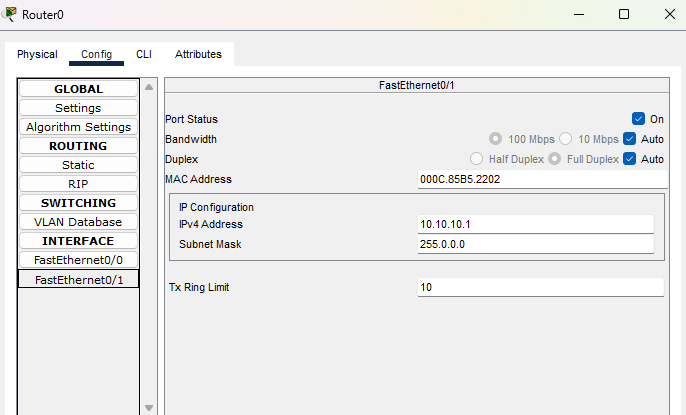 Router0
Physical Config CLI Attributes
GLOBAL
Settings
Algorithm Settings
ROUTING
Static
RIP
SWITCHING
VLAN Database
INTERFACE
FastEthernet0/0
FastEthernet0/1
FastEthernet0/1
Port Status On
Bandwidth 100 Mbps 10 Mbps Auto
Duplex Half Duplex Full Duplex Auto
MAC Address 000C.85B5.2202
IP Configuration
IPv4 Address 10.10.10.1
Subnet Mask 255.0.0.0
Tx Ring Limit 10